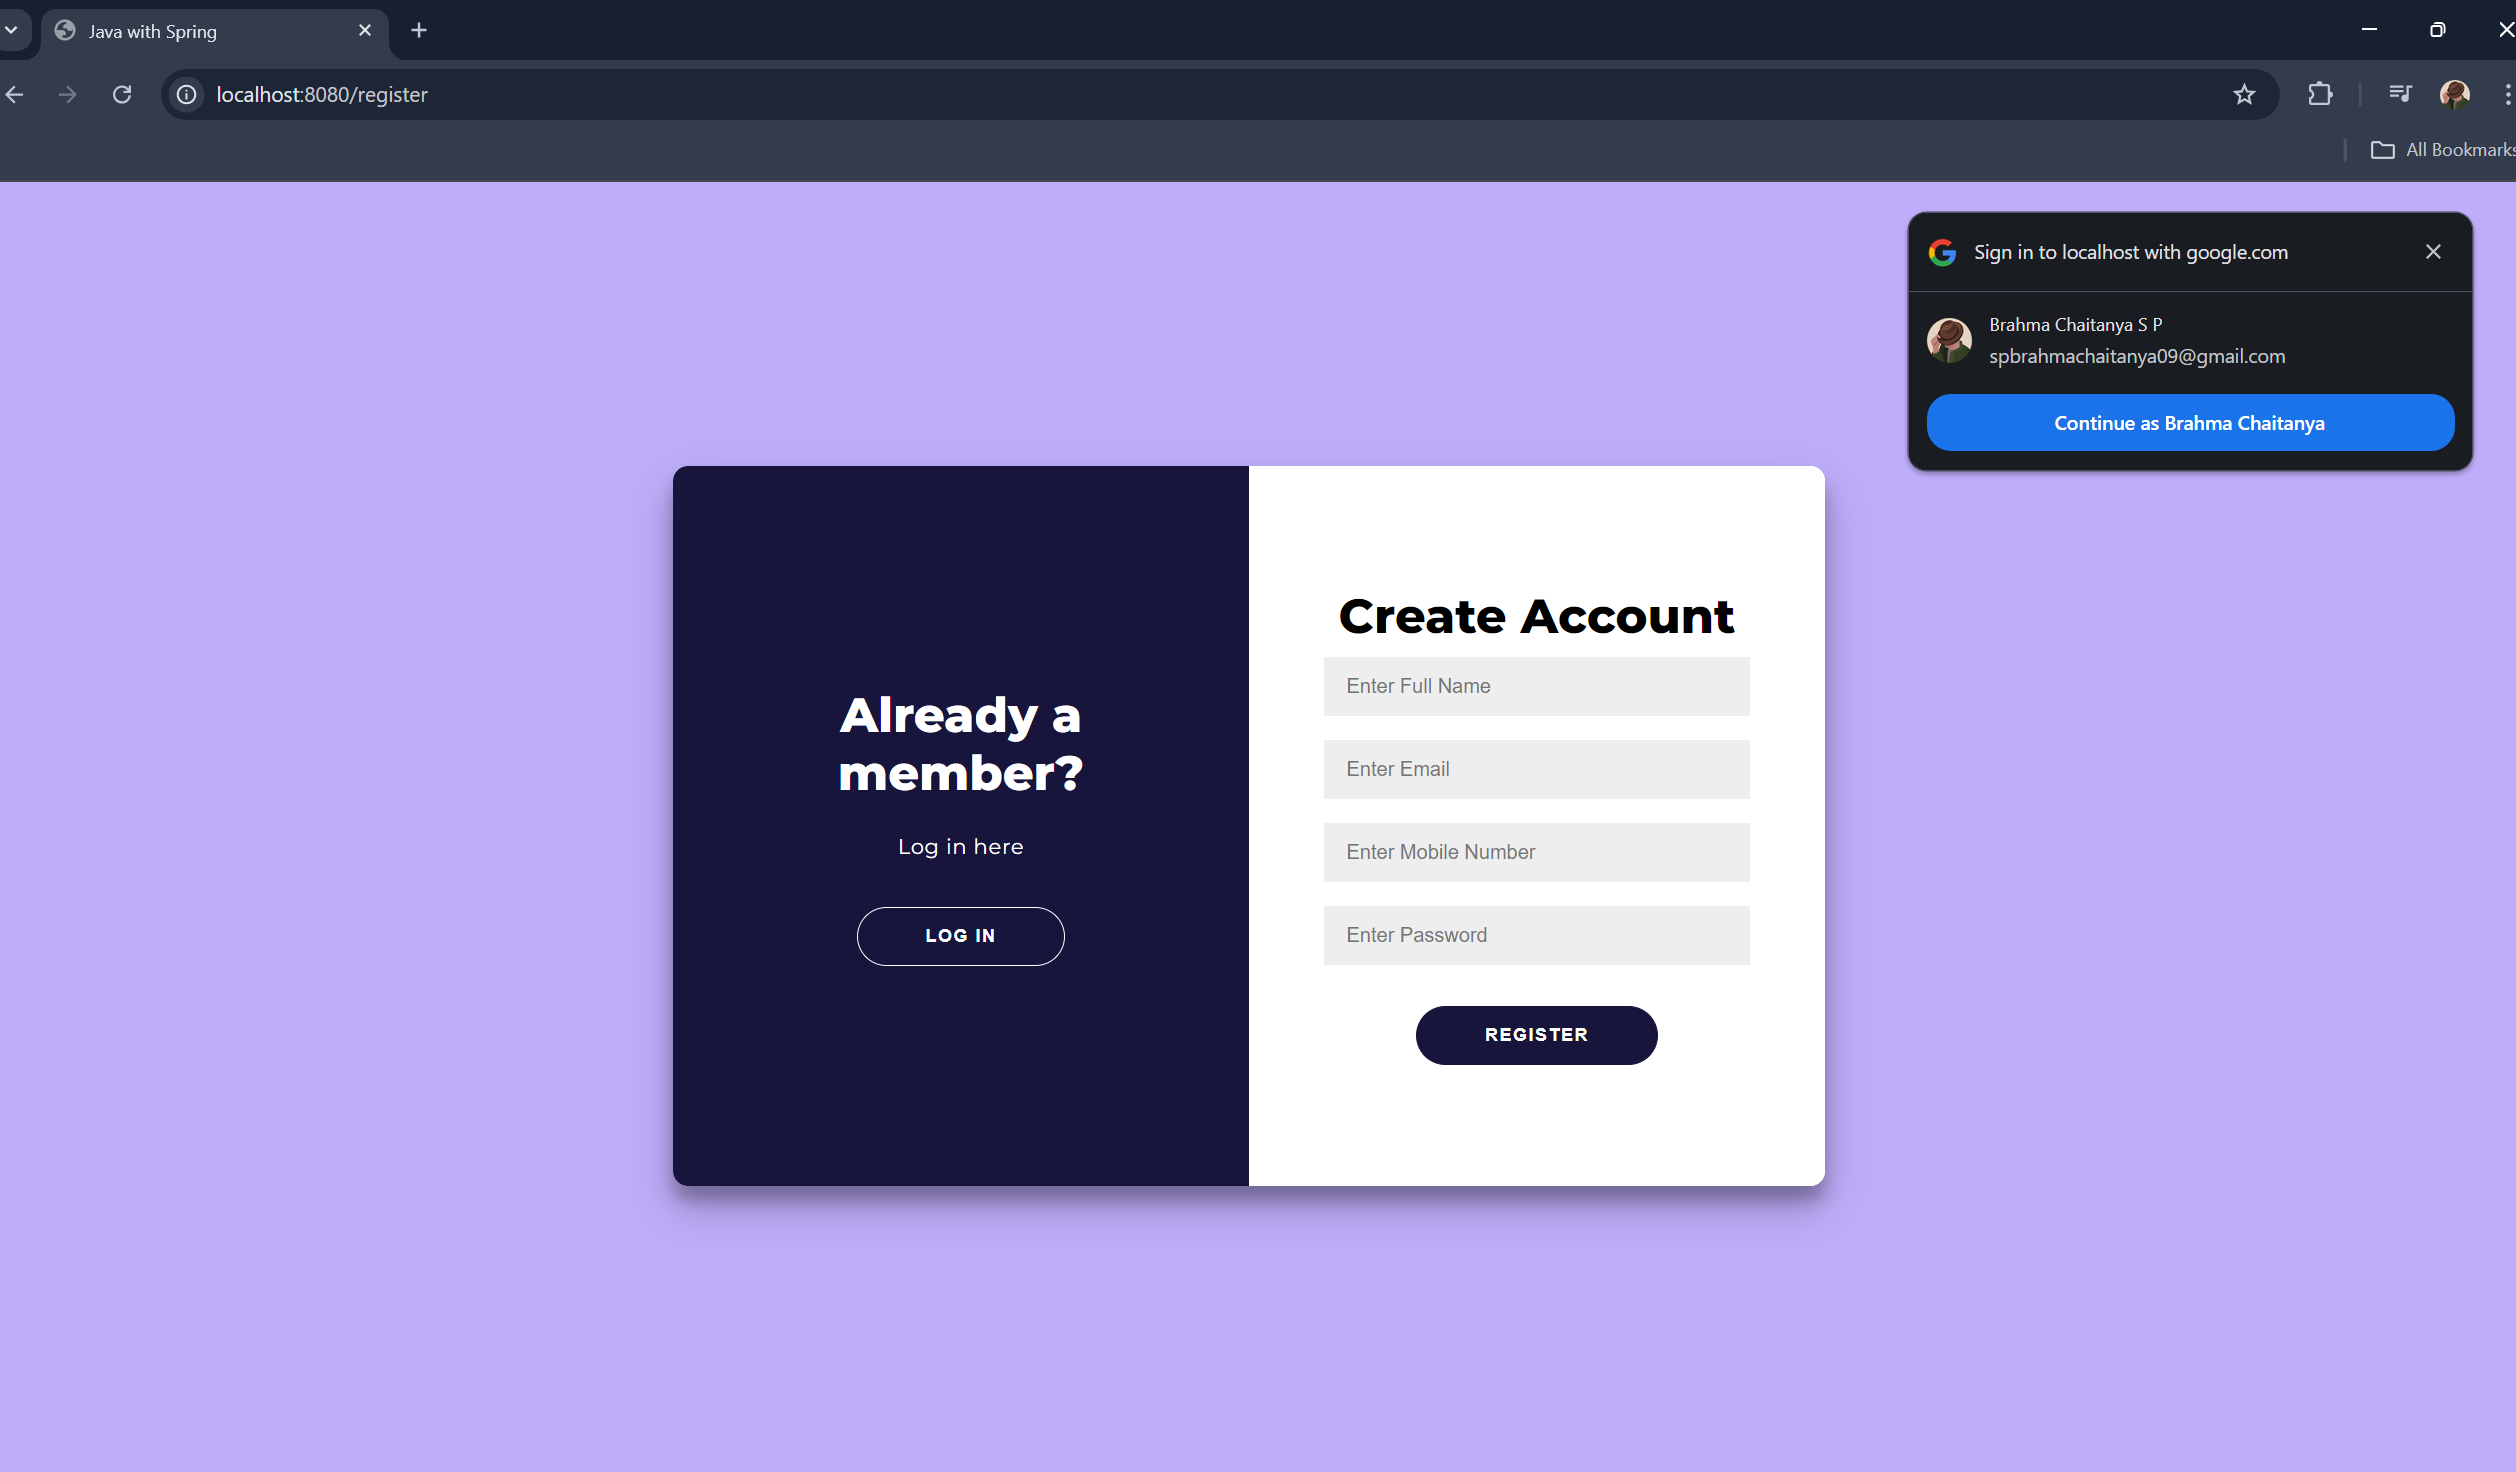 Java with Spring
localhost:8080/register
All Bookmarks
Sign in to localhost with google.com
Brahma Chaitanya S P
spbrahmachaitanya09@gmail.com
Continue as Brahma Chaitanya
Already a
member?
Log in here
LOG IN
Create Account
Enter Full Name
Enter Email
Enter Mobile Number
Enter Password
REGISTER